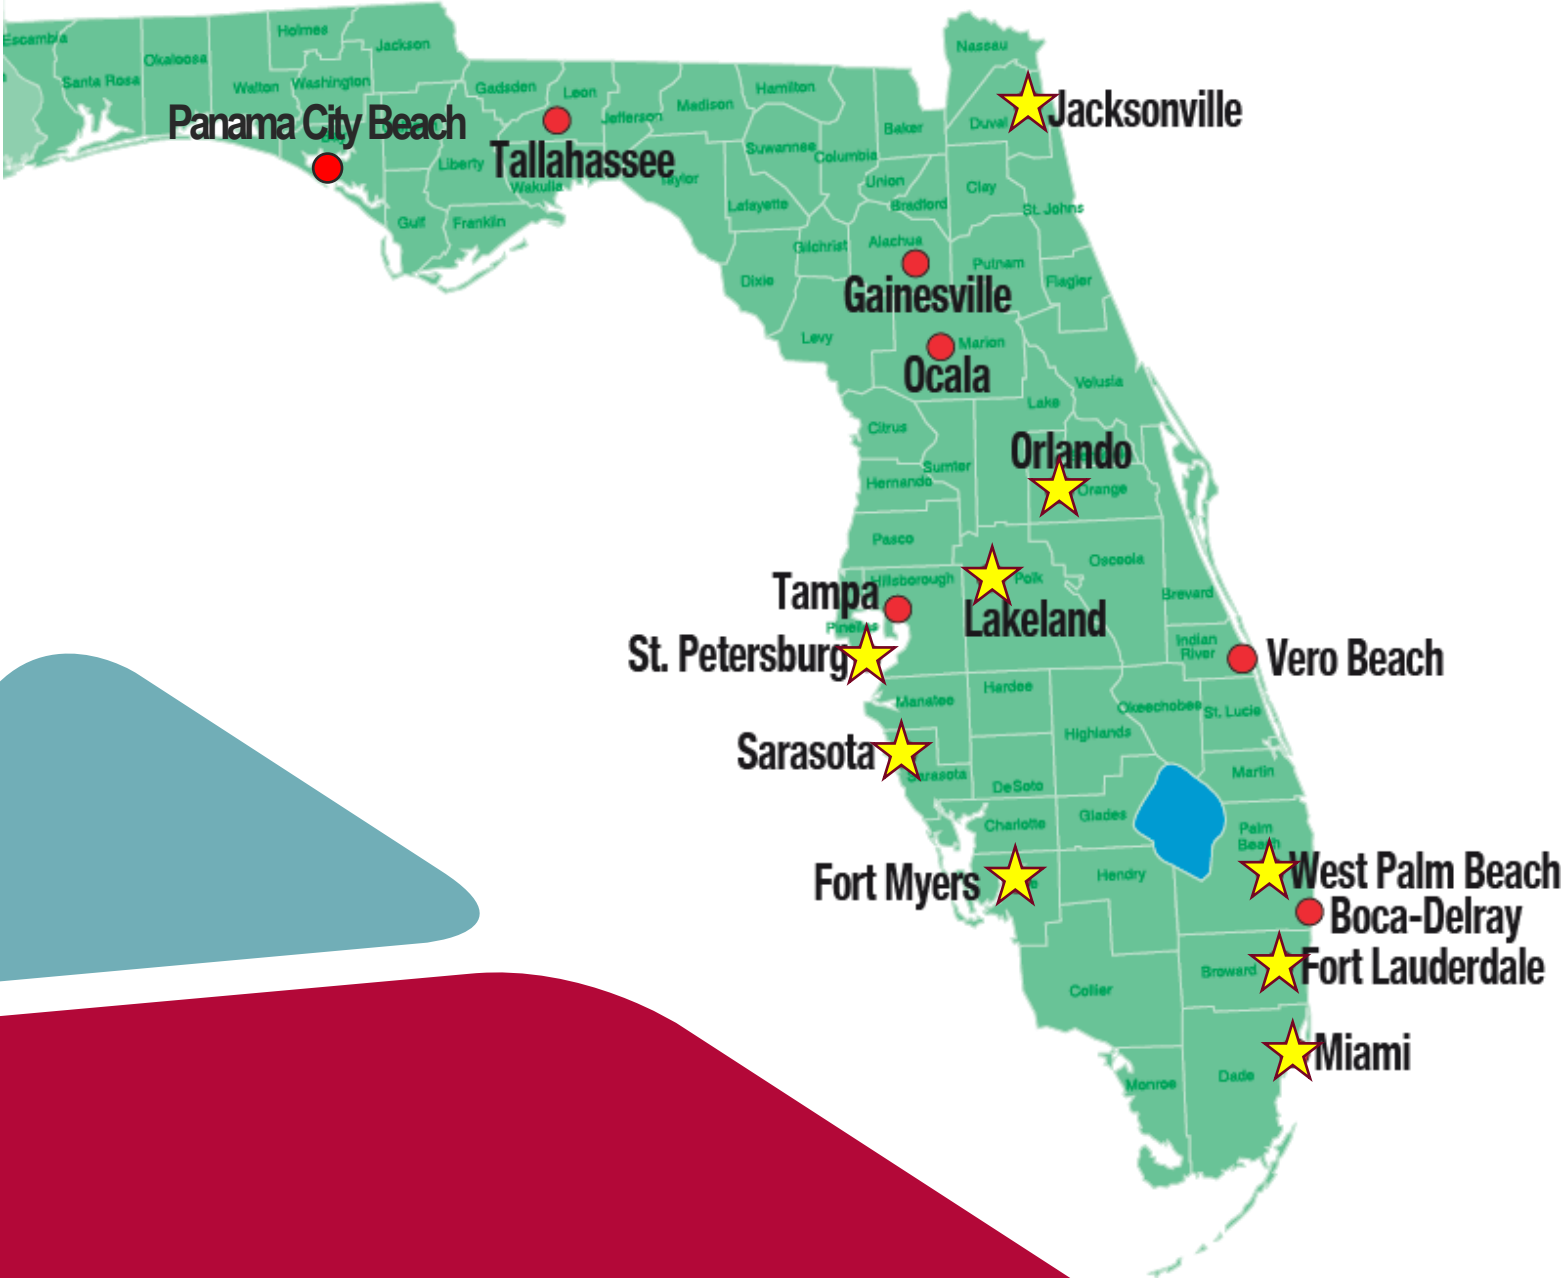 Escambia
Santa Rosa
Okaloosa
Walton
Holmes
Washington
Jackson
Panama City Beach
Gadsden
Leon
Tallahassee
Liberty
Wakulla
Gulf
Franklin
Jefferson
Madison
Taylor
Hamilton
Suwannee
Columbia
Lafayette
Dixie
Gilchrist
Baker
Union
Bradford
Nassau
Duval
Jacksonville
Clay
St. Johns
Alachua
Gainesville
Putnam
Flagler
Levy
Marion
Ocala
Volusia
Lake
Citrus
Sumter
Hernando
Orlando
Orange
Pasco
Osceola
Hillsborough
Tampa
Polk
Lakeland
Pinellas
St. Petersburg
Brevard
Indian
River
Vero Beach
Manatee
Hardee
Okeechobee
St. Lucie
Highlands
Sarasota
Sarasota
DeSoto
Martin
Charlotte
Glades
Palm
Beach
West Palm Beach
Fort Myers
Hendry
Boca-Delray
Broward
Fort Lauderdale
Collier
Miami
Dade
Monroe